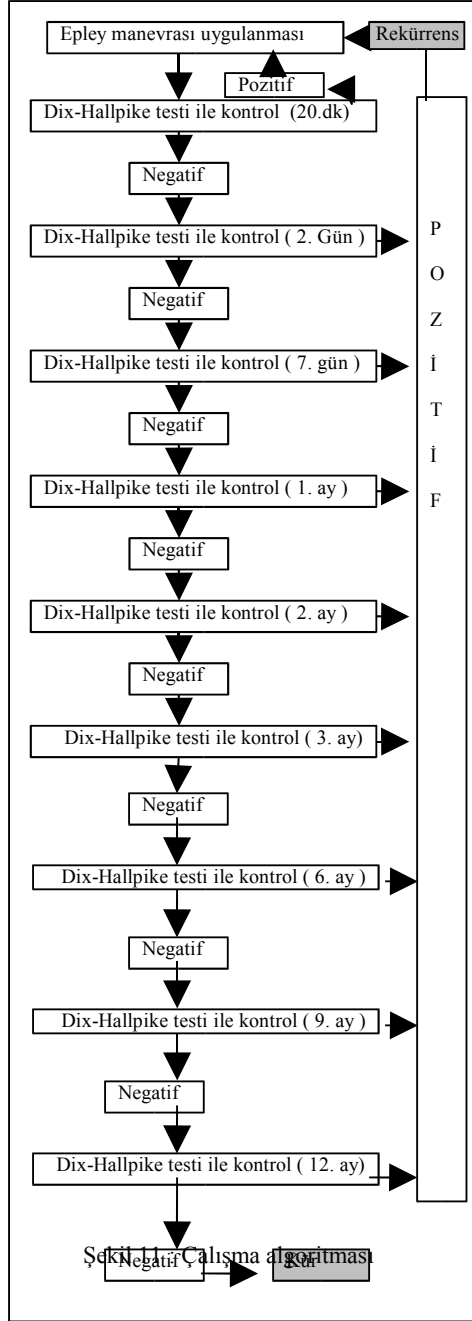 Epley manevrası uygulanması
Rekürrens
Pozitif
Dix-Hallpike testi ile kontrol (20.dk)
Negatif
Dix-Hallpike testi ile kontrol ( 2. Gün )
Negatif
Dix-Hallpike testi ile kontrol ( 7. gün )
Negatif
Dix-Hallpike testi ile kontrol ( 1. ay )
Negatif
Dix-Hallpike testi ile kontrol ( 2. ay )
Negatif
Dix-Hallpike testi ile kontrol ( 3. ay)
Negatif
Dix-Hallpike testi ile kontrol ( 6. ay )
Negatif
Dix-Hallpike testi ile kontrol ( 9. ay )
Negatif
Dix-Hallpike testi ile kontrol ( 12. ay)
P
O
Z
İ
T
İ
F
Şekil 11 : Çalışma algoritması
Negatif
Kür